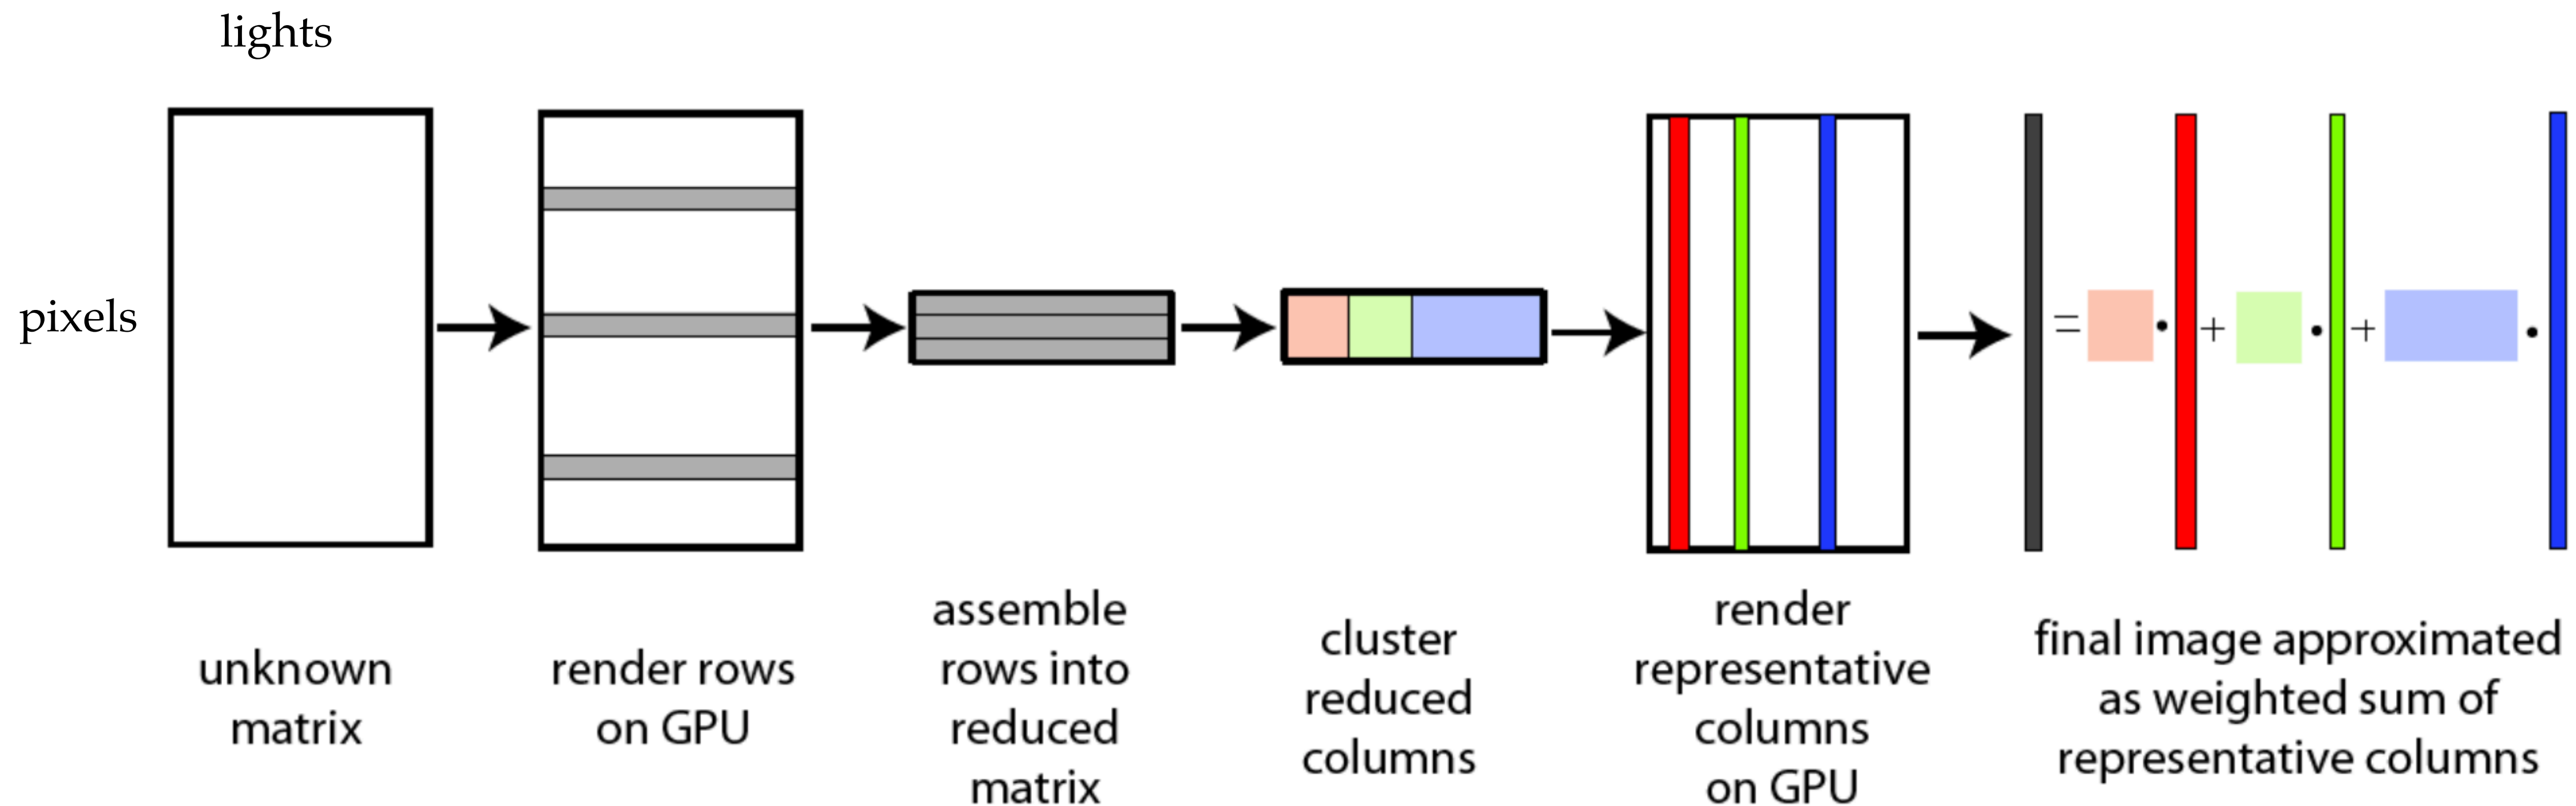 lights
pixels
unknown
matrix
render rows
on GPU
assemble
rows into
reduced
matrix
cluster
reduced
columns
render
representative
columns
on GPU
= · + · + ·
final image approximated
as weighted sum of
representative columns